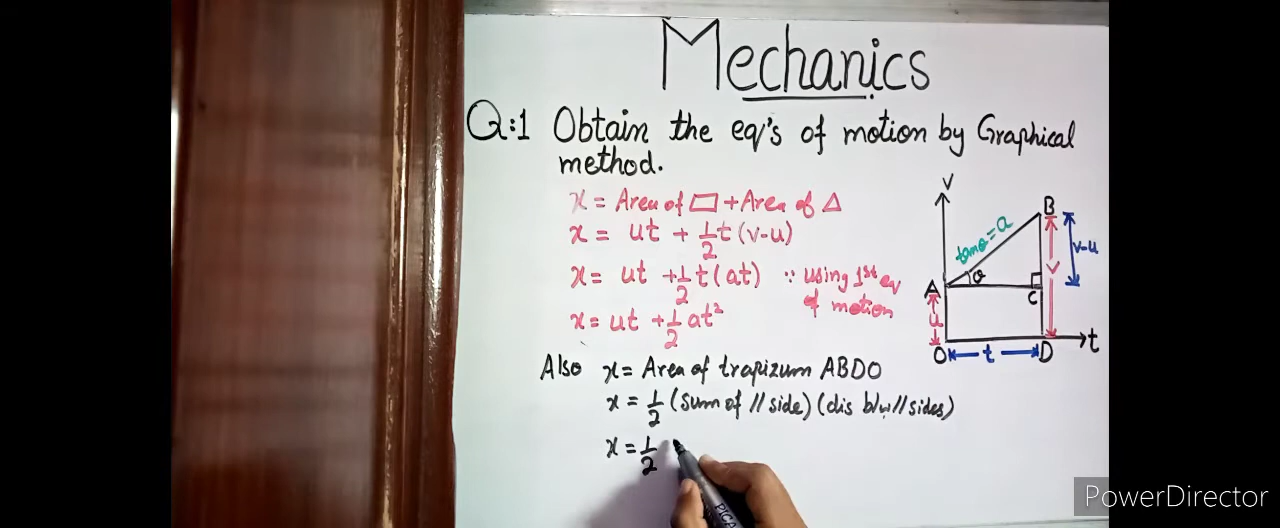 Mechanics
Q:1 Obtain the eq's of motion by Graphical
method.
x = Area of ▭ + Area of △
x = ut + 1/2 t (v-u)
x = ut + 1/2 t (at) ∵ using 1st eq
of motion
x = ut + 1/2 at²
Also x = Area of trapizum ABDO
x = 1/2 (sum of // side) (dis b/w // sides)
x = 1/2
V
B
tanθ = a
θ
v-u
V
A
C
u
O
t
D
t
PICA
PowerDirector